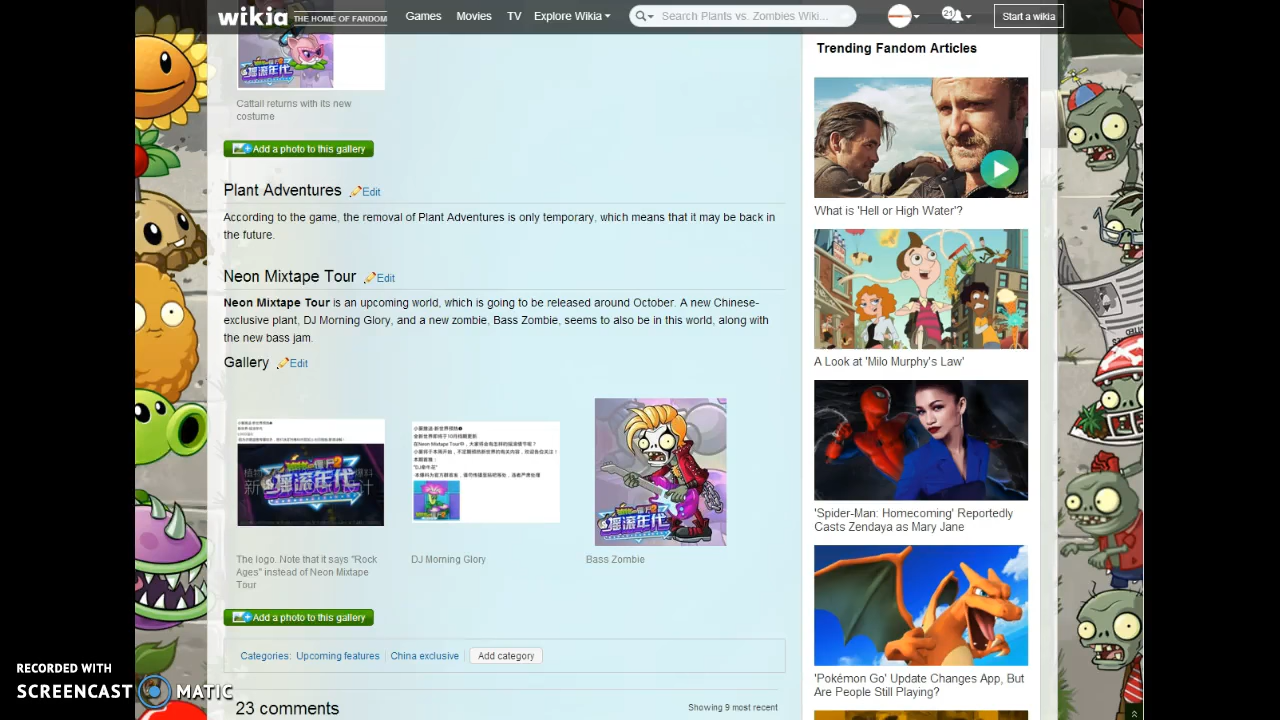 wikia THE HOME OF FANDOM Games Movies TV Explore Wikia Search Plants vs. Zombies Wiki... 21 Start a wikia
Cattail returns with its new
costume
Add a photo to this gallery
Plant Adventures Edit
According to the game, the removal of Plant Adventures is only temporary, which means that it may be back in
the future.
Neon Mixtape Tour Edit
Neon Mixtape Tour is an upcoming world, which is going to be released around October. A new Chinese-
exclusive plant, DJ Morning Glory, and a new zombie, Bass Zombie, seems to also be in this world, along with
the new bass jam.
Gallery Edit
摇滚年代
摇滚年代
The logo. Note that it says "Rock
Ages" instead of Neon Mixtape
Tour
DJ Morning Glory
Bass Zombie
Add a photo to this gallery
Categories: Upcoming features China exclusive Add category
23 comments
Showing 9 most recent
Trending Fandom Articles
What is 'Hell or High Water'?
A Look at 'Milo Murphy's Law'
'Spider-Man: Homecoming' Reportedly
Casts Zendaya as Mary Jane
'Pokémon Go' Update Changes App, But
Are People Still Playing?
RECORDED WITH
SCREENCAST MATIC